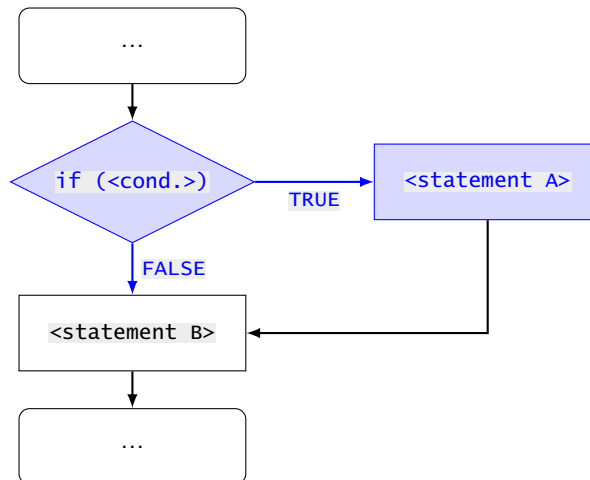 ...
if (<cond.>)
<statement A>
TRUE
FALSE
<statement B>
...